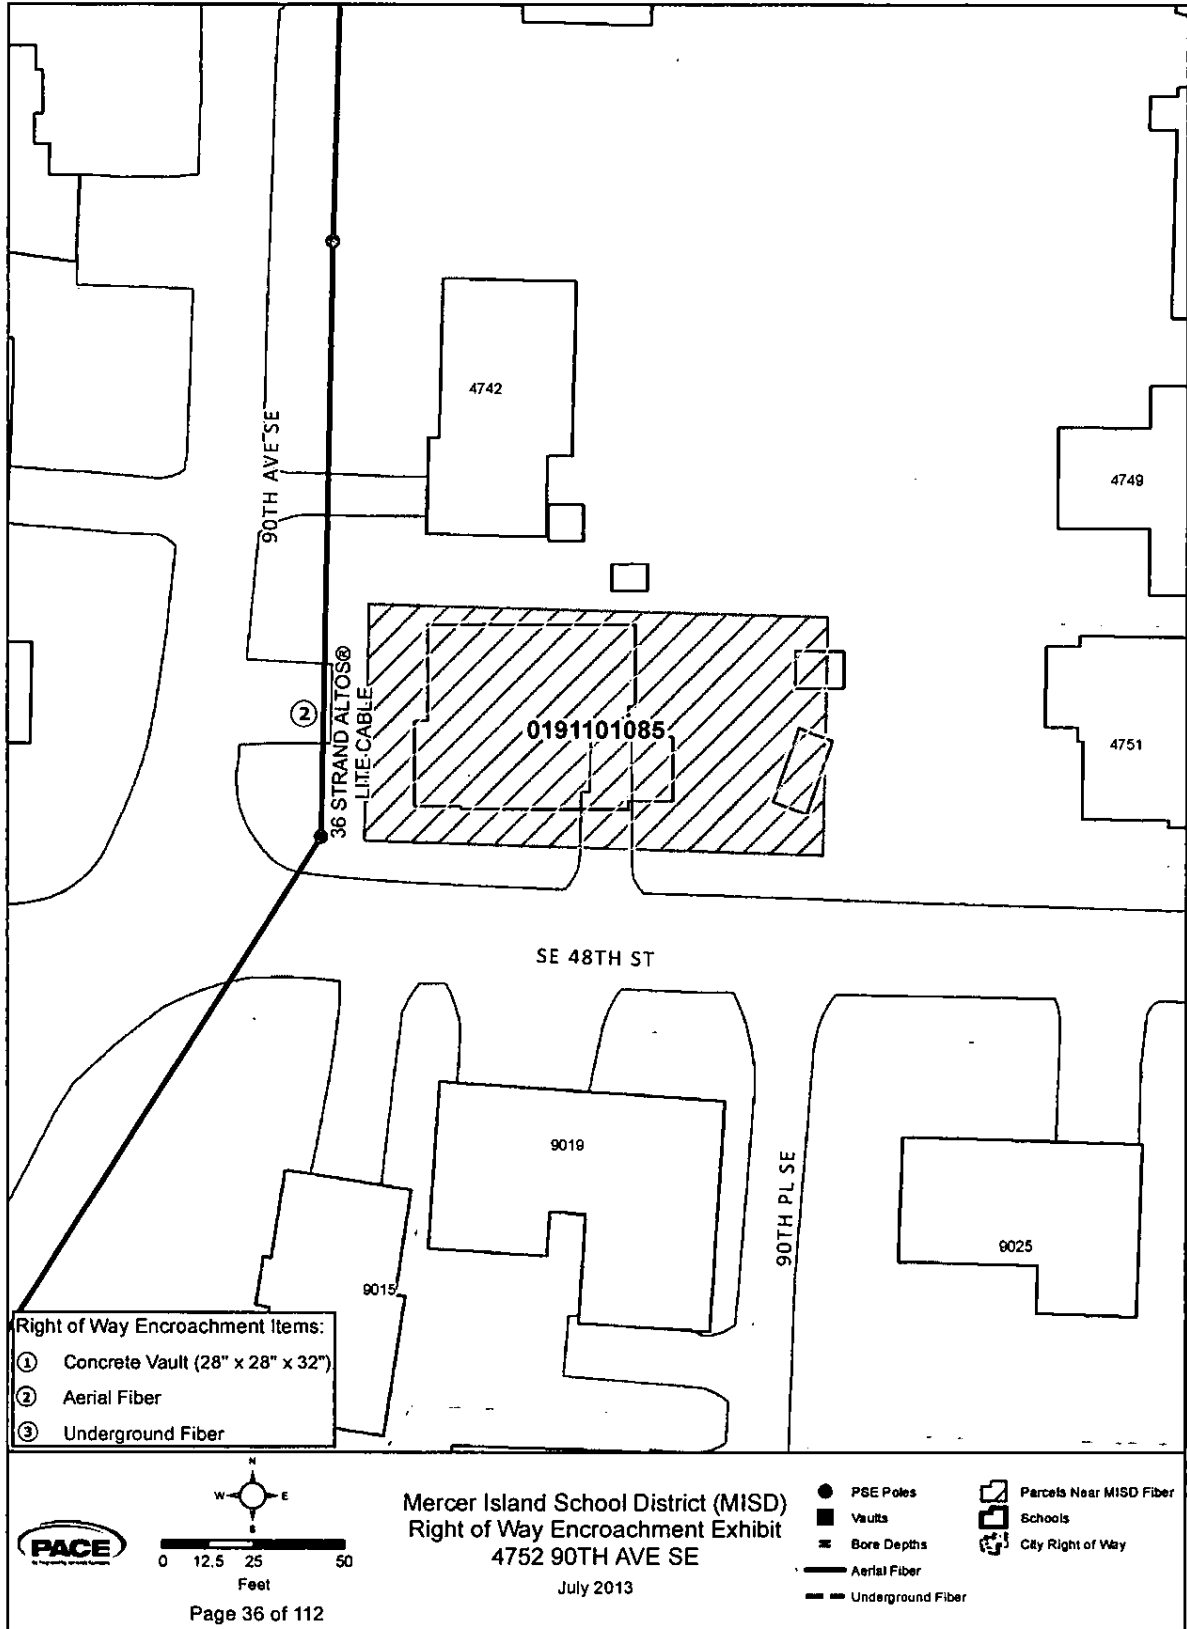 4742
90TH AVE SE
4749
36 STRAND ALTOS®
LITE CABLE
②
0191101085
4751
SE 48TH ST
9019
90TH PL SE
9025
9015
Right of Way Encroachment Items:
① Concrete Vault (28" x 28" x 32")
② Aerial Fiber
③ Underground Fiber
N
W E
S
PACE
0 12.5 25 50
Feet
Page 36 of 112
Mercer Island School District (MISD)
Right of Way Encroachment Exhibit
4752 90TH AVE SE
July 2013
PSE Poles
Vaults
Bore Depths
Aerial Fiber
Underground Fiber
Parcels Near MISD Fiber
Schools
City Right of Way